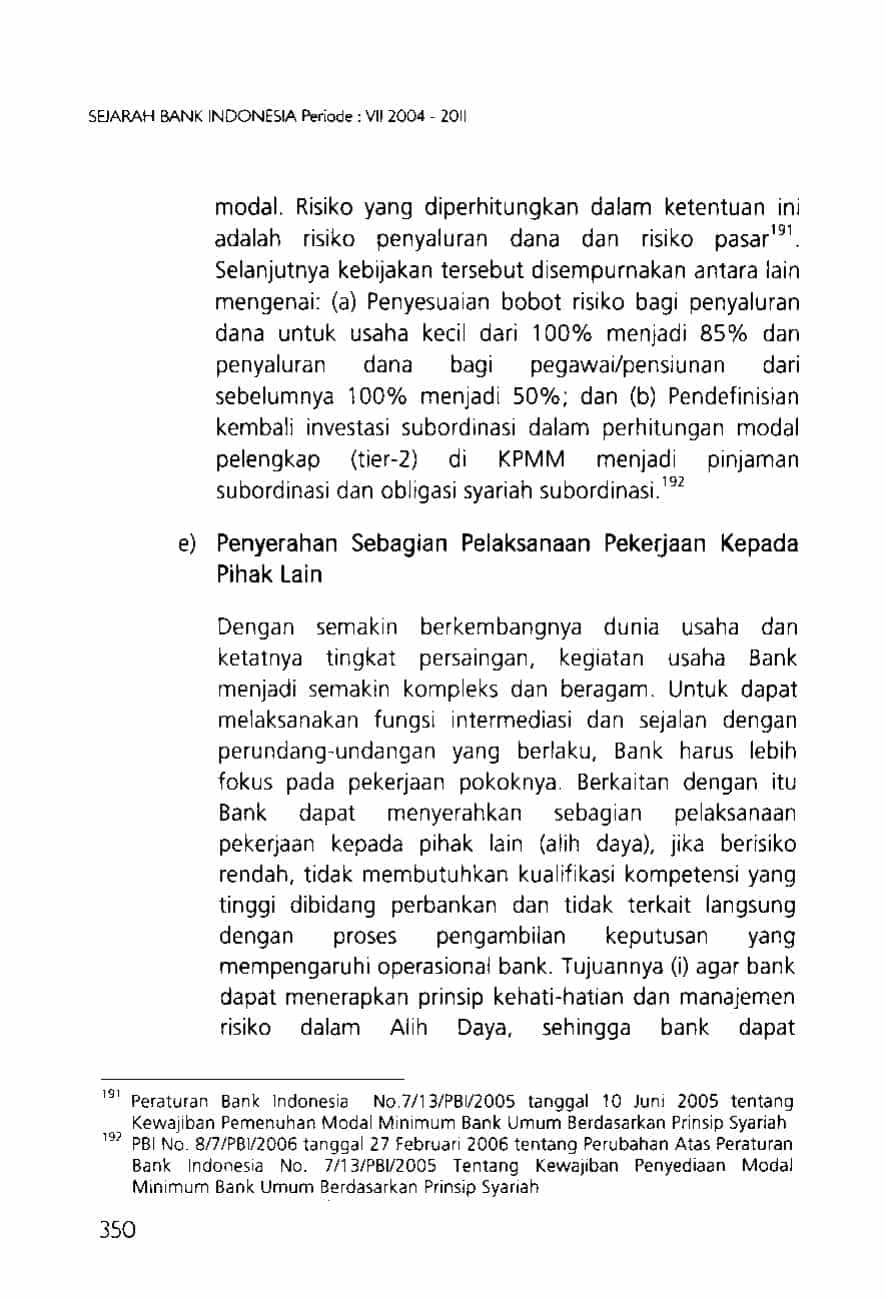 SEJARAH BANK INDONESIA Periode : VII 2004 - 2011
modal. Risiko yang diperhitungkan dalam ketentuan ini
adalah risiko penyaluran dana dan risiko pasar¹⁹¹.
Selanjutnya kebijakan tersebut disempurnakan antara lain
mengenai: (a) Penyesuaian bobot risiko bagi penyaluran
dana untuk usaha kecil dari 100% menjadi 85% dan
penyaluran dana bagi pegawai/pensiunan dari
sebelumnya 100% menjadi 50%; dan (b) Pendefinisian
kembali investasi subordinasi dalam perhitungan modal
pelengkap (tier-2) di KPMM menjadi pinjaman
subordinasi dan obligasi syariah subordinasi.¹⁹²
e) Penyerahan Sebagian Pelaksanaan Pekerjaan Kepada
Pihak Lain
Dengan semakin berkembangnya dunia usaha dan
ketatnya tingkat persaingan, kegiatan usaha Bank
menjadi semakin kompleks dan beragam. Untuk dapat
melaksanakan fungsi intermediasi dan sejalan dengan
perundang-undangan yang berlaku, Bank harus lebih
fokus pada pekerjaan pokoknya. Berkaitan dengan itu
Bank dapat menyerahkan sebagian pelaksanaan
pekerjaan kepada pihak lain (alih daya), jika berisiko
rendah, tidak membutuhkan kualifikasi kompetensi yang
tinggi dibidang perbankan dan tidak terkait langsung
dengan proses pengambilan keputusan yang
mempengaruhi operasional bank. Tujuannya (i) agar bank
dapat menerapkan prinsip kehati-hatian dan manajemen
risiko dalam Alih Daya, sehingga bank dapat
¹⁹¹ Peraturan Bank Indonesia No.7/13/PBI/2005 tanggal 10 Juni 2005 tentang
Kewajiban Pemenuhan Modal Minimum Bank Umum Berdasarkan Prinsip Syariah
¹⁹² PBI No. 8/7/PBI/2006 tanggal 27 Februari 2006 tentang Perubahan Atas Peraturan
Bank Indonesia No. 7/13/PBI/2005 Tentang Kewajiban Penyediaan Modal
Minimum Bank Umum Berdasarkan Prinsip Syariah
350